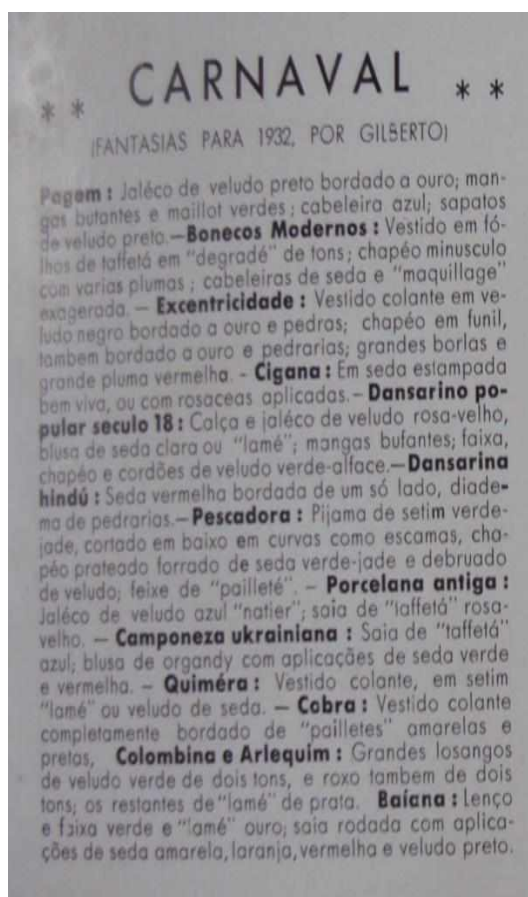 CARNAVAL
* * * *
(FANTASIAS PARA 1932, POR GILBERTO)
Pagem : Jaléco de veludo preto bordado a ouro; man-
gas bufantes e maillot verdes ; cabeleira azul; sapatos
de veludo preto.—Bonecos Modernos : Vestido em fó-
lhos de taffetá em "degradé" de tons; chapéo minusculo
com varias plumas ; cabeleiras de seda e "maquillage"
exagerada. — Excentricidade : Vestido colante em ve-
ludo negro bordado a ouro e pedras; chapéo em funil,
tambem bordado a ouro e pedrarias; grandes borlas e
grande pluma vermelha. - Cigana : Em seda estampada
bem viva, ou com rosaceas aplicadas.— Dansarino po-
pular seculo 18 : Calça e jaléco de veludo rosa-velho,
blusa de seda clara ou "lamé"; mangas bufantes; faixa,
chapéo e cordões de veludo verde-alface.—Dansarina
hindú : Seda vermelha bordada de um só lado, diade-
ma de pedrarias.— Pescadora : Pijama de setim verde-
jade, cortado em baixo em curvas como escamas, cha-
péo prateado forrado de seda verde-jade e debruado
de veludo; feixe de "pailleté". — Porcelana antiga :
Jaléco de veludo azul "natier"; saia de "taffetá" rosa-
velho. — Camponeza ukrainiana : Saia de "taffetá"
azul; blusa de organdy com aplicações de seda verde
e vermelha. — Quiméra : Vestido colante, em setim
"lamé" ou veludo de seda. — Cobra : Vestido colante
completamente bordado de "pailletes" amarelas e
pretas, Colombina e Arlequim : Grandes losangos
de veludo verde de dois tons, e roxo tambem de dois
tons; os restantes de "lamé" de prata. Baíana : Lenço
e faixa verde e "lamé" ouro; saia rodada com aplica-
ções de seda amarela, laranja, vermelha e veludo preto.